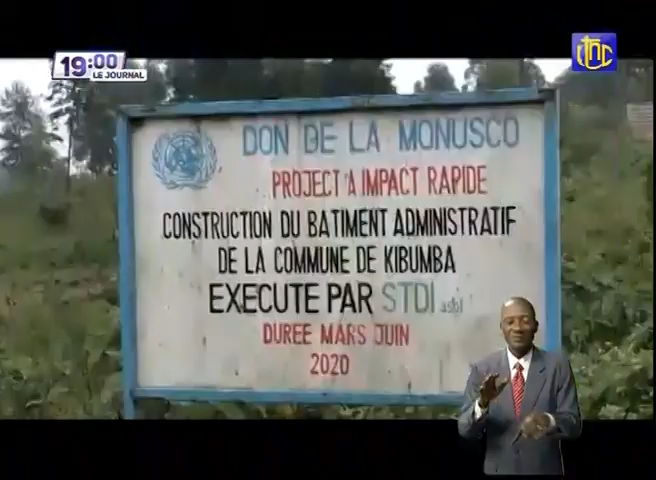 19:00
LE JOURNAL
DON DE LA MONUSCO
PROJECT A IMPACT RAPIDE
CONSTRUCTION DU BATIMENT ADMINISTRATIF
DE LA COMMUNE DE KIBUMBA
EXECUTE PAR STDI asbl
DUREE MARS JUIN
2020